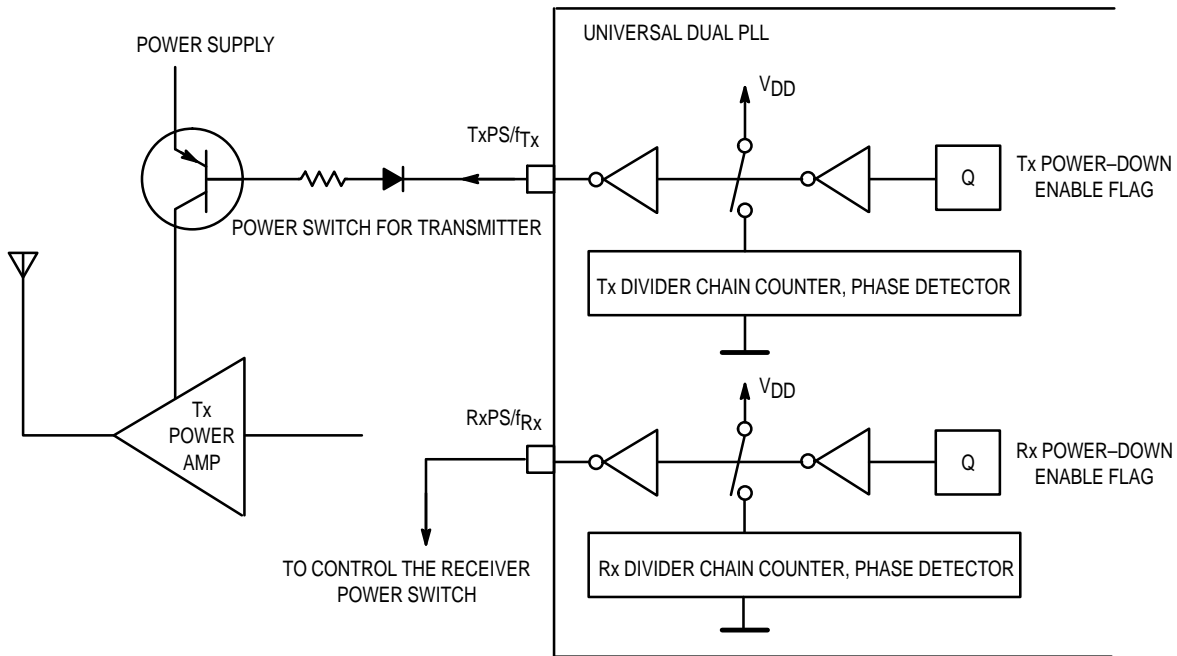 UNIVERSAL DUAL PLL
POWER SUPPLY
VDD
TxPS/fTx
Q
Tx POWER–DOWN
ENABLE FLAG
POWER SWITCH FOR TRANSMITTER
Tx DIVIDER CHAIN COUNTER, PHASE DETECTOR
VDD
Tx
POWER
AMP
RxPS/fRx
Q
Rx POWER–DOWN
ENABLE FLAG
TO CONTROL THE RECEIVER
POWER SWITCH
Rx DIVIDER CHAIN COUNTER, PHASE DETECTOR